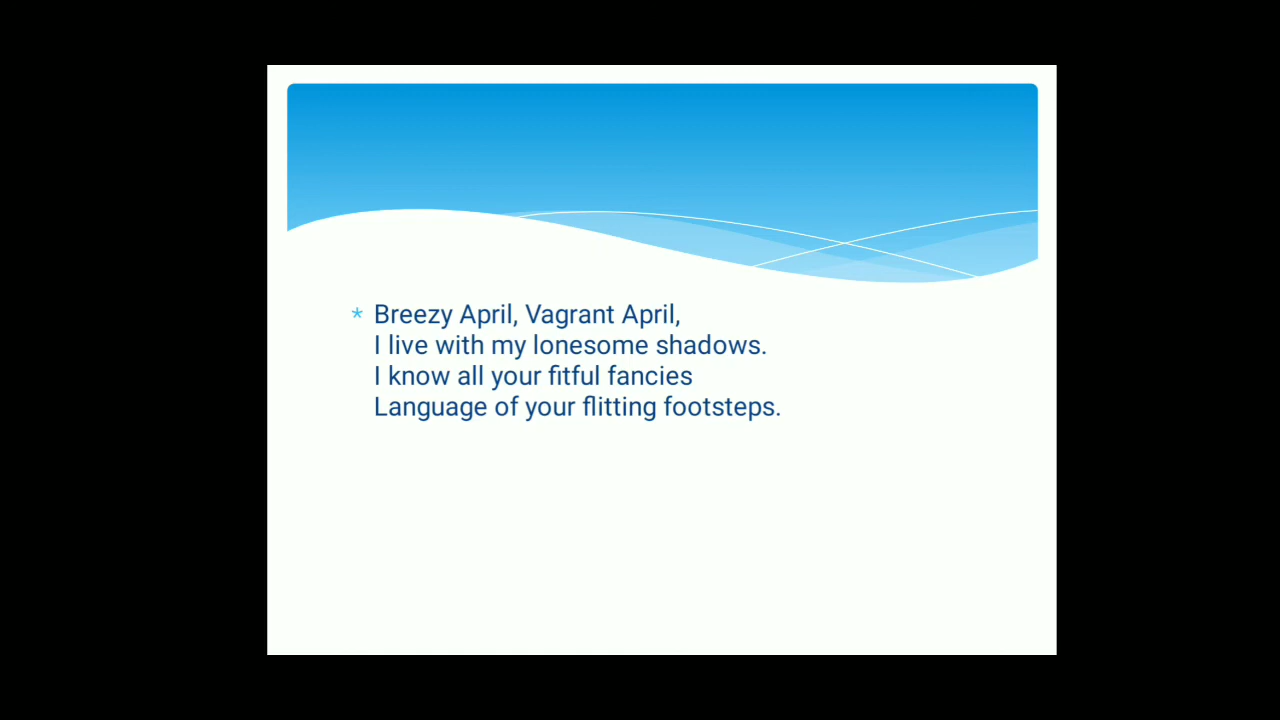 * Breezy April, Vagrant April,
I live with my lonesome shadows.
I know all your fitful fancies
Language of your flitting footsteps.